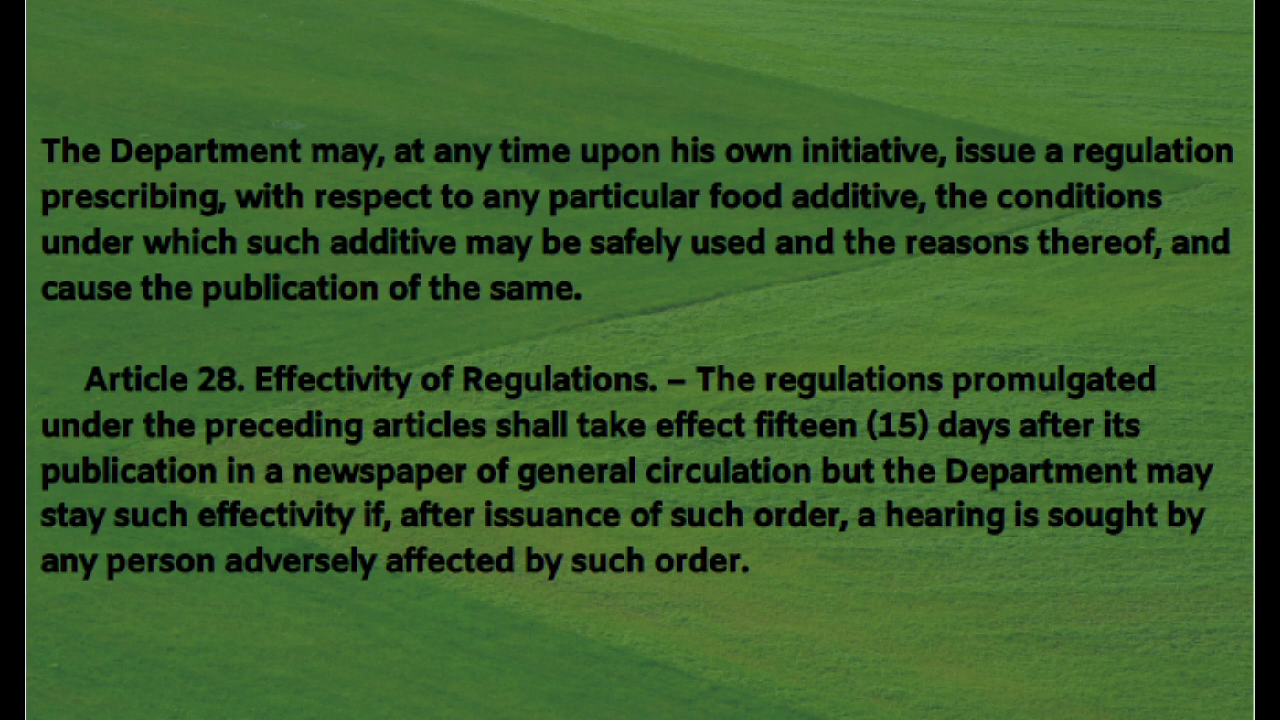 The Department may, at any time upon his own initiative, issue a regulation
prescribing, with respect to any particular food additive, the conditions
under which such additive may be safely used and the reasons thereof, and
cause the publication of the same.
Article 28. Effectivity of Regulations. – The regulations promulgated
under the preceding articles shall take effect fifteen (15) days after its
publication in a newspaper of general circulation but the Department may
stay such effectivity if, after issuance of such order, a hearing is sought by
any person adversely affected by such order.